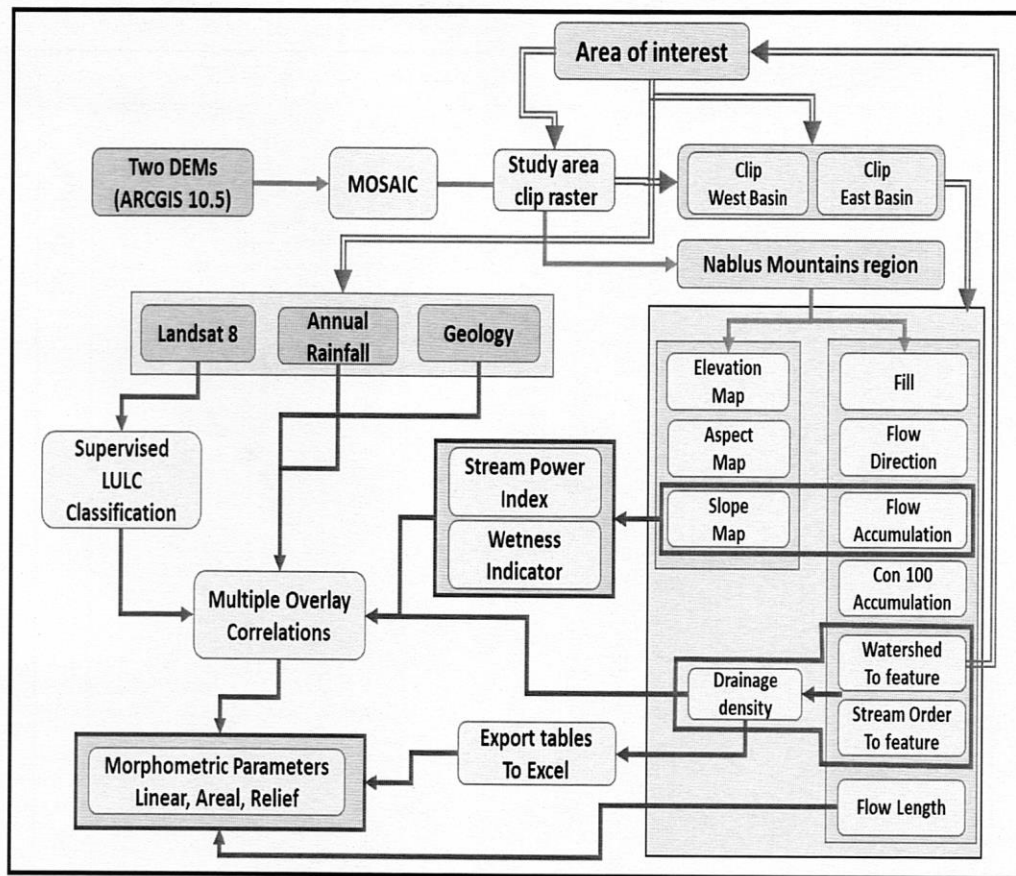 Area of interest
Two DEMs
(ARCGIS 10.5)
MOSAIC
Study area
clip raster
Clip
West Basin
Clip
East Basin
Nablus Mountains region
Landsat 8
Annual
Rainfall
Geology
Elevation
Map
Fill
Supervised
LULC
Classification
Aspect
Map
Flow
Direction
Stream Power
Index
Wetness
Indicator
Slope
Map
Flow
Accumulation
Con 100
Accumulation
Multiple Overlay
Correlations
Watershed
To feature
Drainage
density
Stream Order
To feature
Export tables
To Excel
Morphometric Parameters
Linear, Areal, Relief
Flow Length